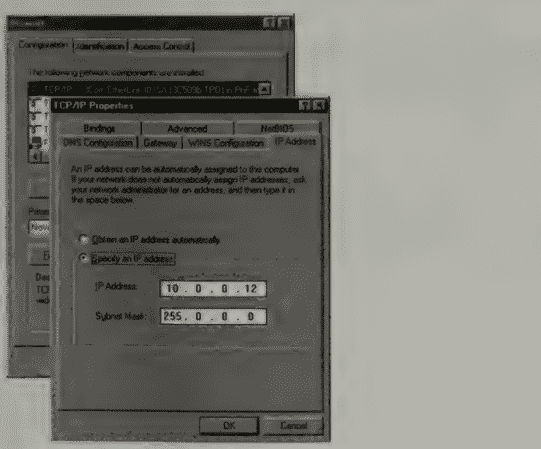 Network
Configuration Identification Access Control
The following network components are installed:
TCP/IP Properties
Bindings Advanced NetBIOS
DNS Configuration Gateway WINS Configuration IP Address
An IP address can be automatically assigned to this computer.
If your network does not automatically assign IP addresses, ask
your network administrator for an address, and then type it in
the space below.
Obtain an IP address automatically
Specify an IP address:
IP Address: 10 . 0 . 0 . 12
Subnet Mask: 255 . 0 . 0 . 0
OK Cancel